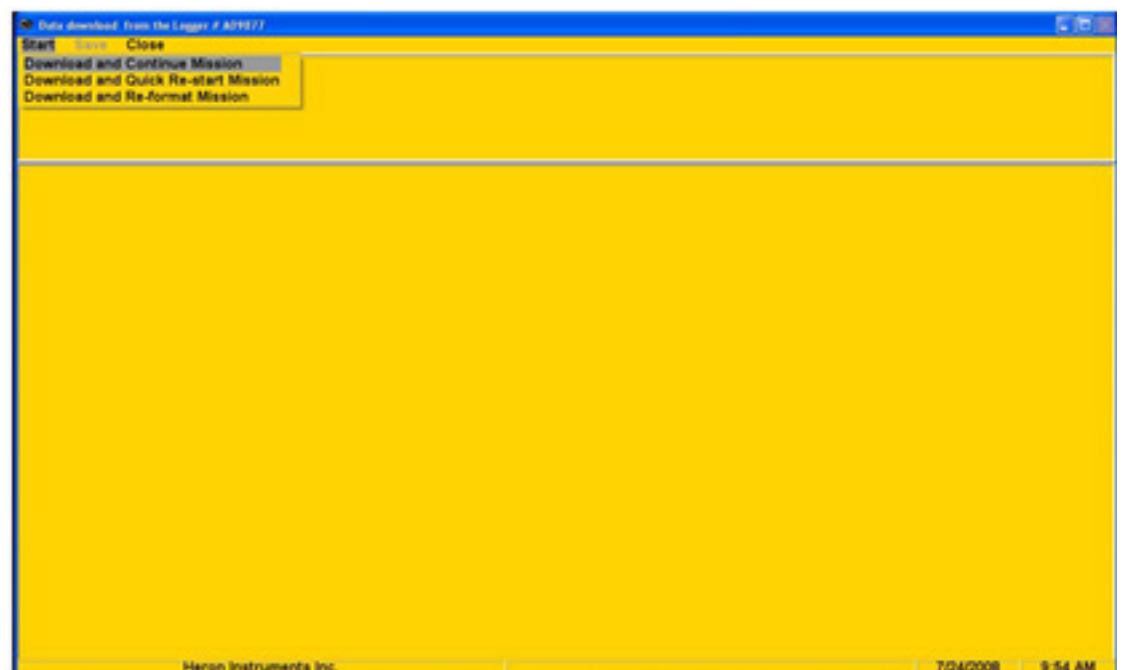 Data download from the Logger # A09877
Start Save Close
Download and Continue Mission
Download and Quick Re-start Mission
Download and Re-format Mission
Heron Instruments Inc. 7/24/2008 9:54 AM